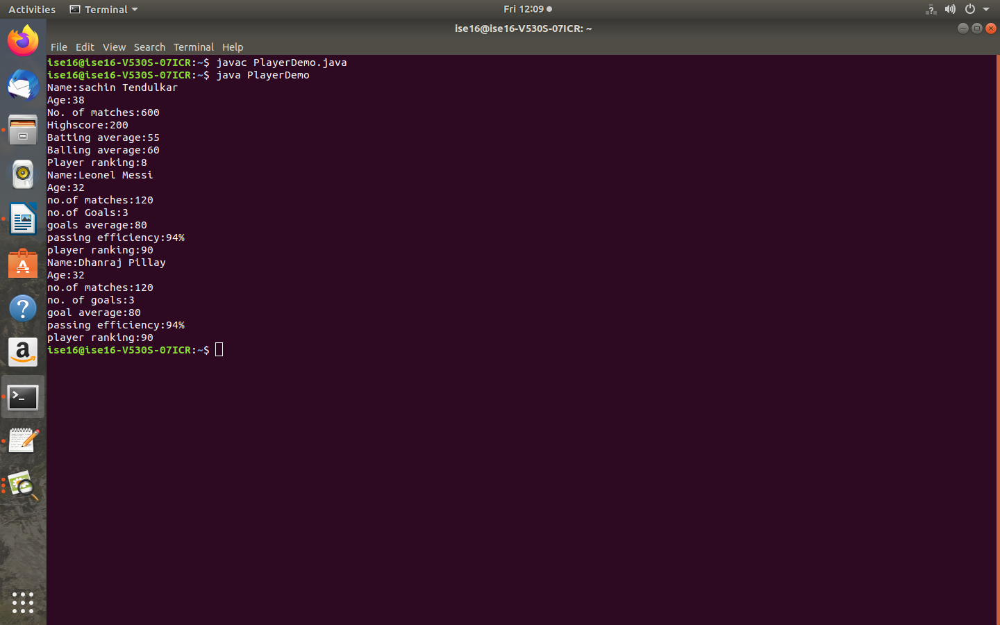 Activities Terminal Fri 12:09
ise16@ise16-V530S-07ICR: ~
File Edit View Search Terminal Help
ise16@ise16-V530S-07ICR:~$ javac PlayerDemo.java
ise16@ise16-V530S-07ICR:~$ java PlayerDemo
Name:sachin Tendulkar
Age:38
No. of matches:600
Highscore:200
Batting average:55
Balling average:60
Player ranking:8
Name:Leonel Messi
Age:32
no.of matches:120
no.of Goals:3
goals average:80
passing efficiency:94%
player ranking:90
Name:Dhanraj Pillay
Age:32
no.of matches:120
no. of goals:3
goal average:80
passing efficiency:94%
player ranking:90
ise16@ise16-V530S-07ICR:~$